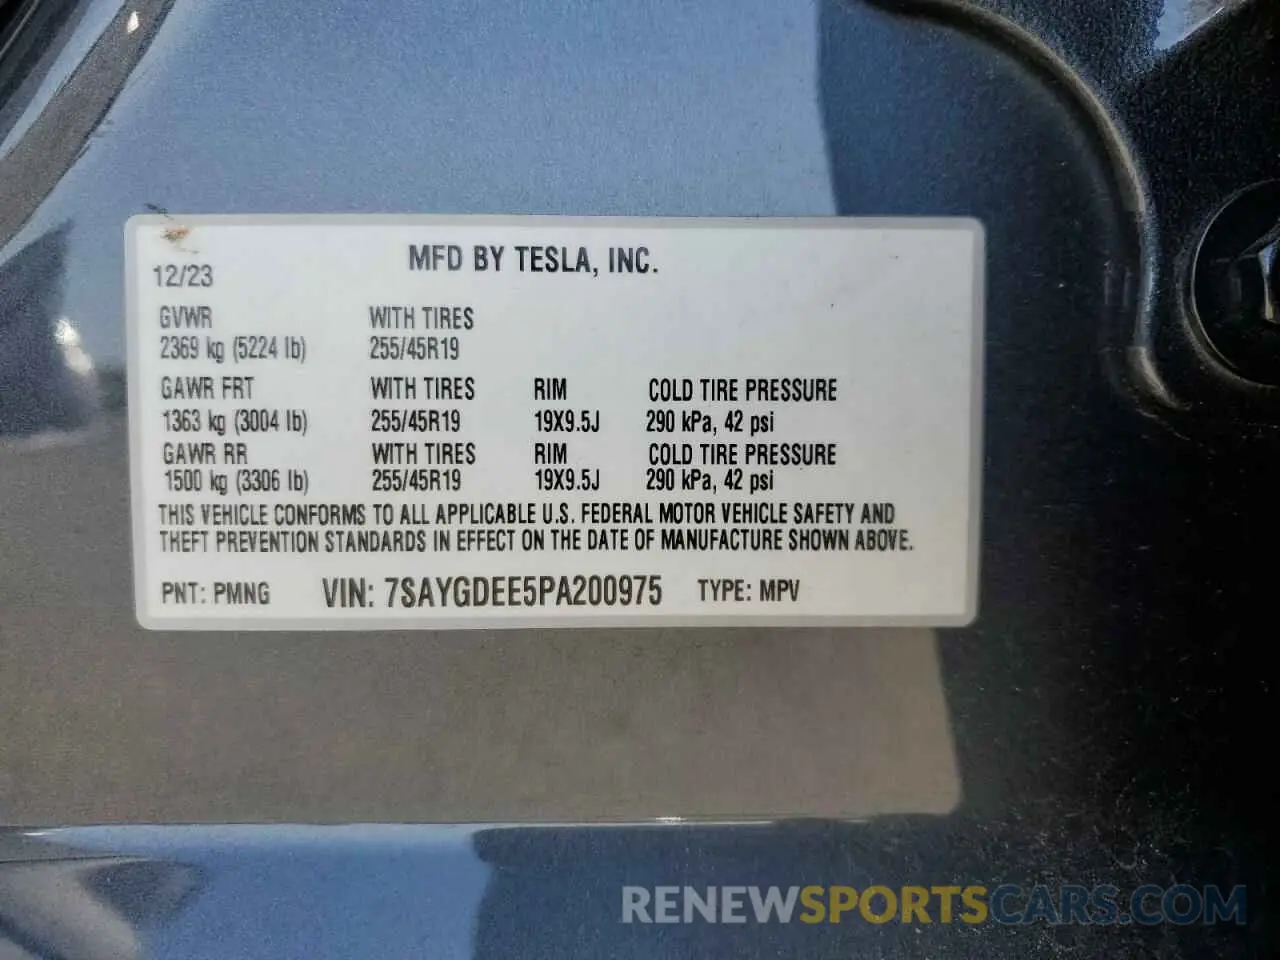 MFD BY TESLA, INC.
12/23
GVWR WITH TIRES
2369 kg (5224 lb) 255/45R19
GAWR FRT WITH TIRES RIM COLD TIRE PRESSURE
1363 kg (3004 lb) 255/45R19 19X9.5J 290 kPa, 42 psi
GAWR RR WITH TIRES RIM COLD TIRE PRESSURE
1500 kg (3306 lb) 255/45R19 19X9.5J 290 kPa, 42 psi
THIS VEHICLE CONFORMS TO ALL APPLICABLE U.S. FEDERAL MOTOR VEHICLE SAFETY AND
THEFT PREVENTION STANDARDS IN EFFECT ON THE DATE OF MANUFACTURE SHOWN ABOVE.
PNT: PMNG VIN: 7SAYGDEE5PA200975 TYPE: MPV
RENEWSPORTSCARS.COM